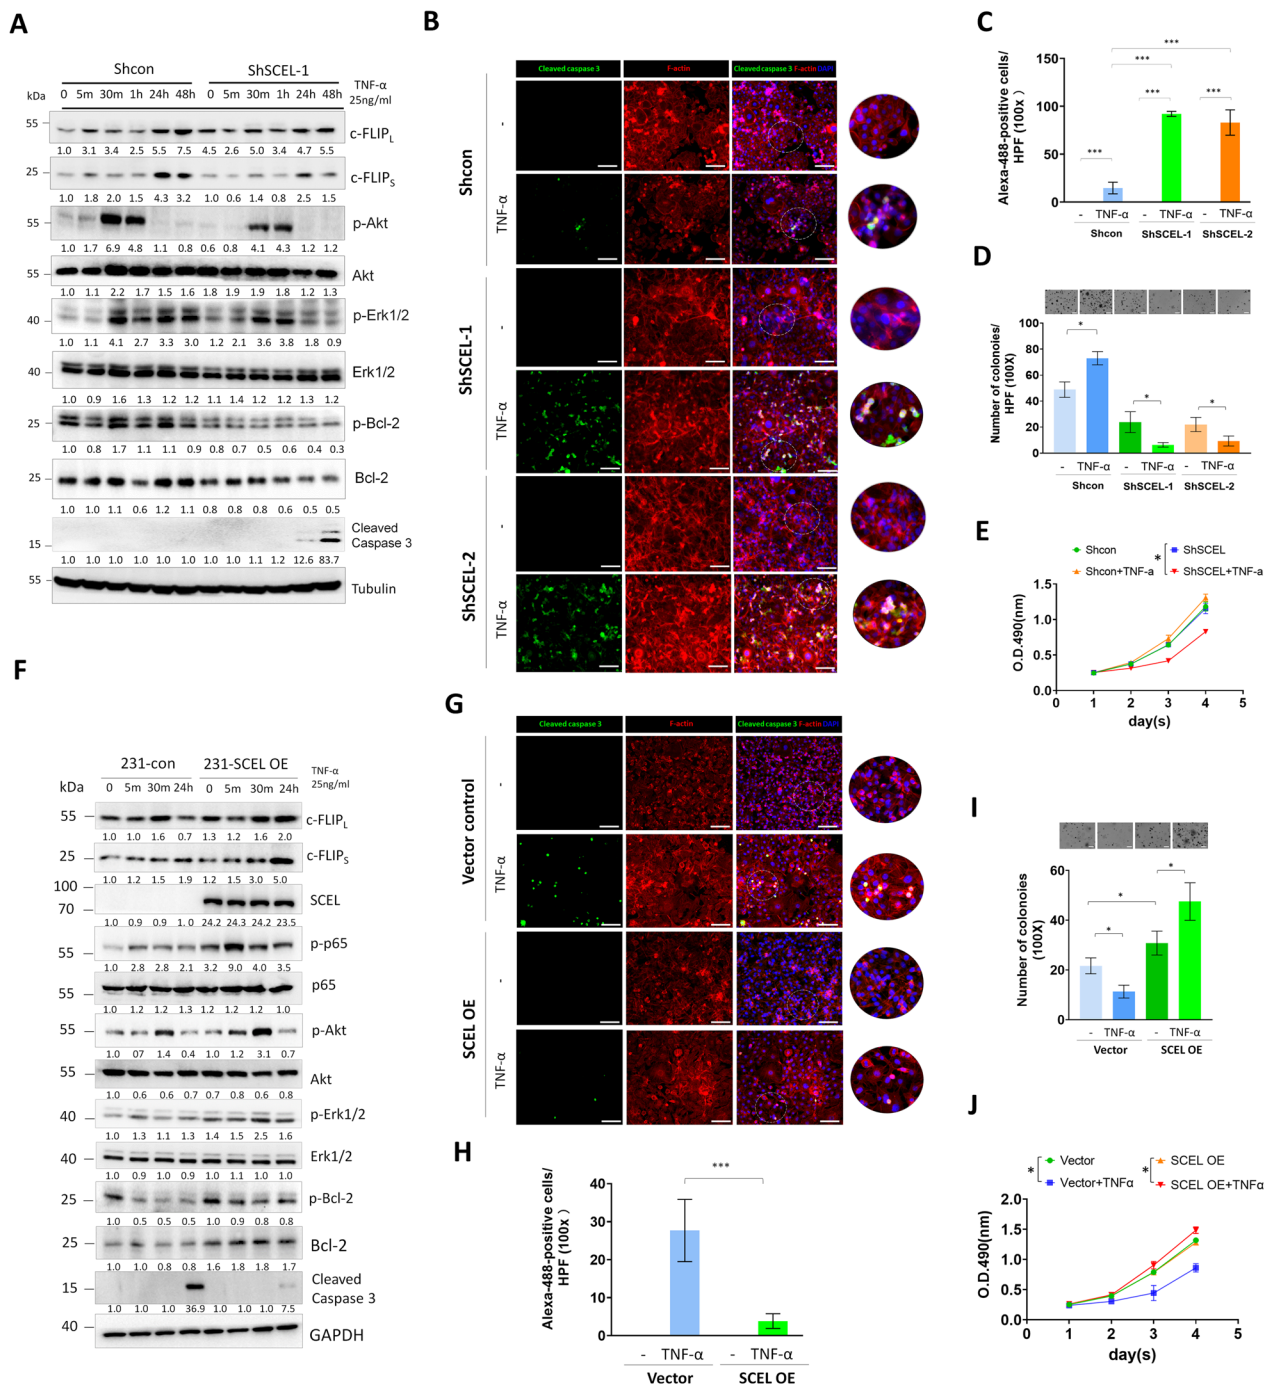 A
Shcon ShSCEL-1
kDa 0 5m 30m 1h 24h 48h 0 5m 30m 1h 24h 48h TNF-α
25ng/ml
55 c-FLIPL
1.0 3.1 3.4 2.5 5.5 7.5 4.5 2.6 5.0 3.4 4.7 5.5
25 c-FLIPS
1.0 1.8 2.0 1.2 4.3 3.2 1.0 0.6 1.4 0.8 2.5 1.5
55 p-Akt
1.0 1.7 6.9 4.8 1.1 0.8 0.6 0.8 4.1 4.3 1.2 1.2
55 Akt
1.0 1.1 2.2 1.7 1.5 1.6 1.8 1.9 1.9 1.8 1.2 1.3
40 p-Erk1/2
1.0 1.1 4.1 2.7 3.3 3.0 1.2 2.1 3.6 3.8 1.8 0.9
40 Erk1/2
1.0 0.9 1.6 1.3 1.2 1.2 1.1 1.4 1.2 1.2 1.3 1.2
25 p-Bcl-2
1.0 0.8 1.7 1.1 1.1 0.9 0.8 0.7 0.5 0.6 0.4 0.3
25 Bcl-2
1.0 1.0 1.1 0.6 1.2 1.1 0.8 0.8 0.8 0.6 0.5 0.5
15 Cleaved
Caspase 3
1.0 1.0 1.0 1.0 1.0 1.0 1.0 1.0 1.1 1.2 12.6 83.7
55 Tubulin
B
Cleaved caspase 3 F-actin Cleaved caspase 3 F-actin DAPI
Shcon
-
TNF-α
ShSCEL-1
-
TNF-α
ShSCEL-2
-
TNF-α
C
Alexa-488-positive cells/
HPF (100x )
150
100
50
0
***
***
***
***
***
- TNF-α - TNF-α - TNF-α
Shcon ShSCEL-1 ShSCEL-2
D
Number of colonoies/
HPF (100X)
100
80
60
40
20
0
*
*
*
- TNF-α - TNF-α - TNF-α
Shcon ShSCEL-1 ShSCEL-2
E
Shcon * ShSCEL
Shcon+TNF-a ShSCEL+TNF-a
O.D.490(nm)
1.5
1.0
0.5
0.0
0 1 2 3 4 5
day(s)
F
231-con 231-SCEL OE
kDa 0 5m 30m 24h 0 5m 30m 24h TNF-α
25ng/ml
55 c-FLIPL
1.0 1.0 1.6 0.7 1.3 1.2 1.6 2.0
25 c-FLIPS
1.0 1.2 1.5 1.9 1.2 1.5 3.0 5.0
100
70 SCEL
1.0 0.9 0.9 1. 0 24.2 24.3 24.2 23.5
55 p-p65
1.0 2.8 2.8 2.1 3.2 9.0 4.0 3.5
55 p65
1.0 1.2 1.2 1.3 1.2 1.2 1.2 1.0
55 p-Akt
1.0 07 1.4 0.4 1.0 1.2 3.1 0.7
55 Akt
1.0 0.6 0.6 0.7 0.7 0.8 0.6 0.8
40 p-Erk1/2
1.0 1.3 1.1 1.3 1.4 1.5 2.5 1.6
40 Erk1/2
1.0 0.9 1.0 0.9 1.0 1.1 1.0 1.0
25 p-Bcl-2
1.0 0.5 0.5 0.5 1.0 0.9 0.8 0.8
25 Bcl-2
1.0 1.0 0.8 0.8 1.6 1.8 1.8 1.7
15 Cleaved
Caspase 3
1.0 1.0 1.0 36.9 1.0 1.0 1.0 7.5
40 GAPDH
G
Cleaved caspase 3 F-actin Cleaved caspase 3 F-actin DAPI
Vector control
-
TNF-α
SCEL OE
-
TNF-α
H
Alexa-488-positive cells/
HPF (100x )
40
30
20
10
0
***
- TNF-α - TNF-α
Vector SCEL OE
I
Number of colonoies
(100X)
60
40
20
0
*
*
*
- TNF-α - TNF-α
Vector SCEL OE
J
* Vector * SCEL OE
Vector+TNFα SCEL OE+TNFα
O.D.490(nm)
2.0
1.5
1.0
0.5
0.0
0 1 2 3 4 5
day(s)